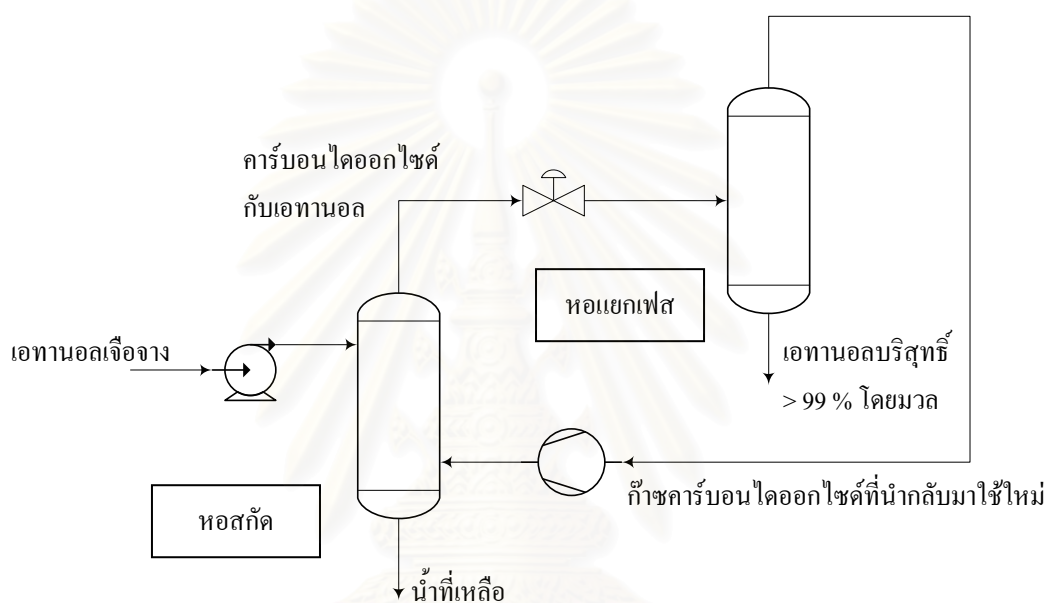 คาร์บอนไดออกไซด์
กับเอทานอล
หอแยกเฟส
เอทานอลเจือจาง
เอทานอลบริสุทธิ์
> 99 % โดยมวล
ก๊าซคาร์บอนไดออกไซด์ที่นำกลับมาใช้ใหม่
หอสกัด
น้ำที่เหลือ